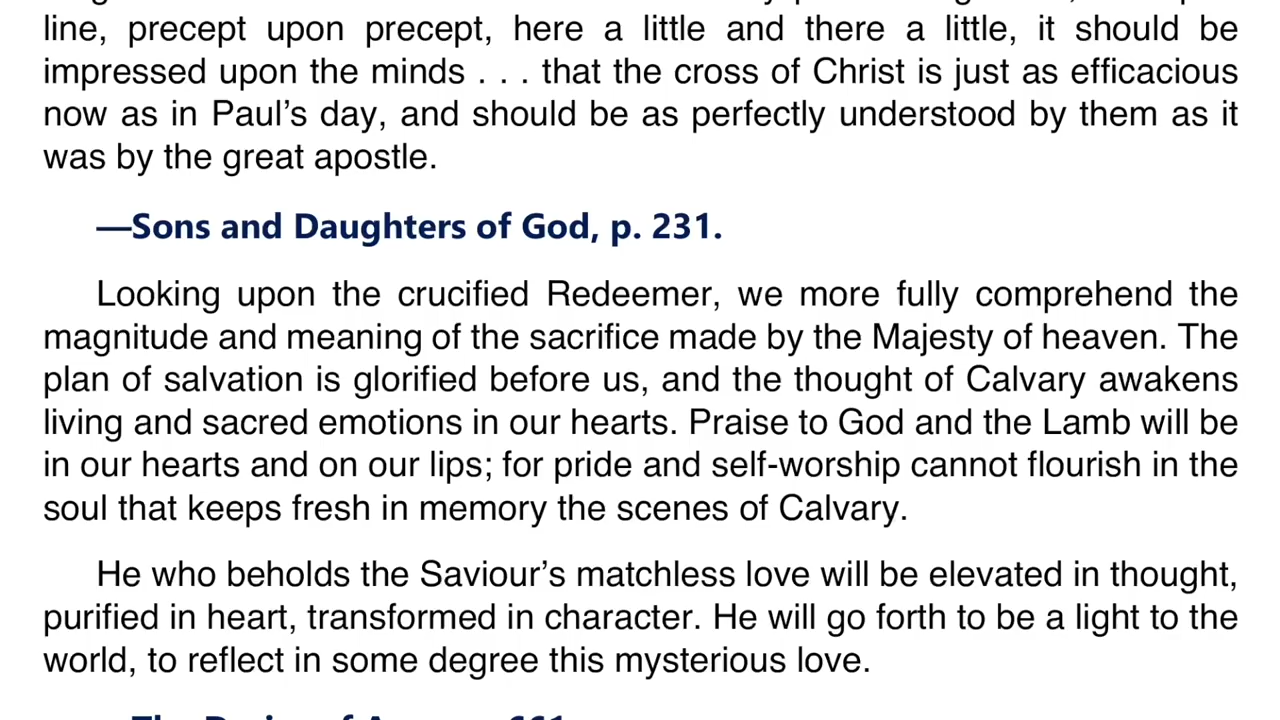 line, precept upon precept, here a little and there a little, it should be
impressed upon the minds . . . that the cross of Christ is just as efficacious
now as in Paul’s day, and should be as perfectly understood by them as it
was by the great apostle.
—Sons and Daughters of God, p. 231.
Looking upon the crucified Redeemer, we more fully comprehend the
magnitude and meaning of the sacrifice made by the Majesty of heaven. The
plan of salvation is glorified before us, and the thought of Calvary awakens
living and sacred emotions in our hearts. Praise to God and the Lamb will be
in our hearts and on our lips; for pride and self-worship cannot flourish in the
soul that keeps fresh in memory the scenes of Calvary.
He who beholds the Saviour’s matchless love will be elevated in thought,
purified in heart, transformed in character. He will go forth to be a light to the
world, to reflect in some degree this mysterious love.